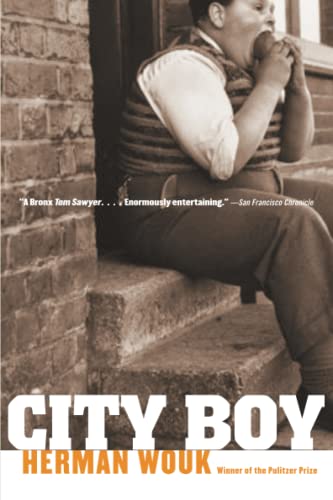 "A Bronx Tom Sawyer. . . . Enormously entertaining." —San Francisco Chronicle
CITY BOY
HERMAN WOUK Winner of the Pulitzer Prize